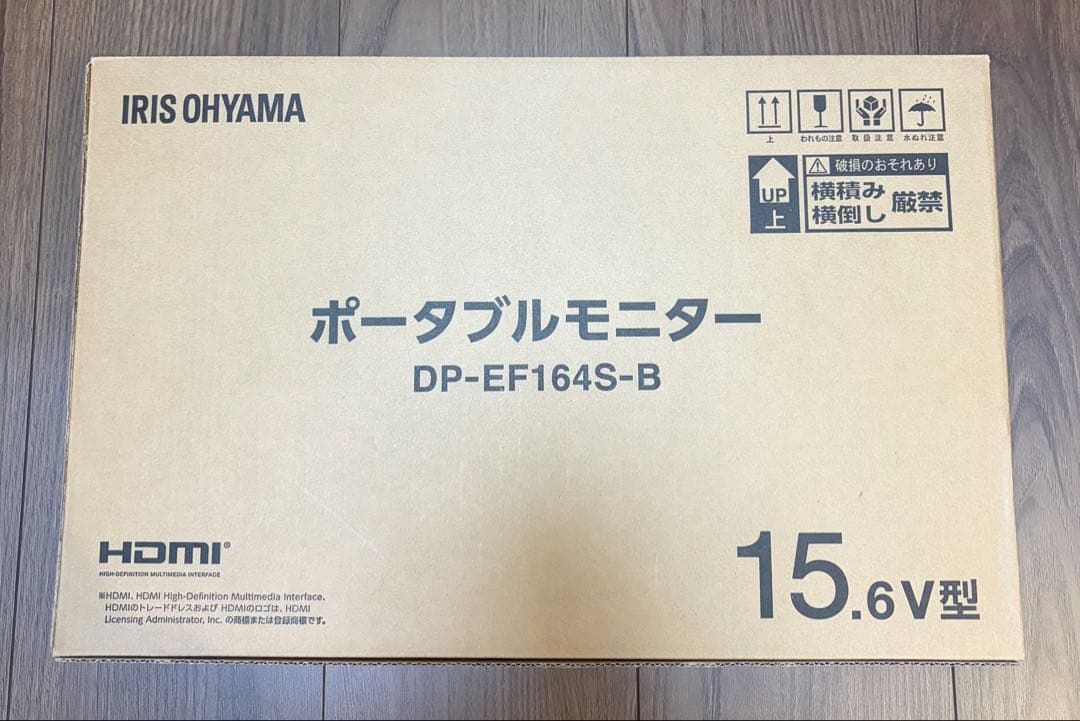 IRIS OHYAMA
上
われもの注意
取扱注意
水ぬれ注意
UP
上
破損のおそれあり
横積み
横倒し
厳禁
ポータブルモニター
DP-EF164S-B
HDMI®
HIGH-DEFINITION MULTIMEDIA INTERFACE
※HDMI、HDMI High-Definition Multimedia Interface、
HDMIのトレードドレスおよび HDMIのロゴは、HDMI
Licensing Administrator, Inc. の商標または登録商標です。
15.6V型